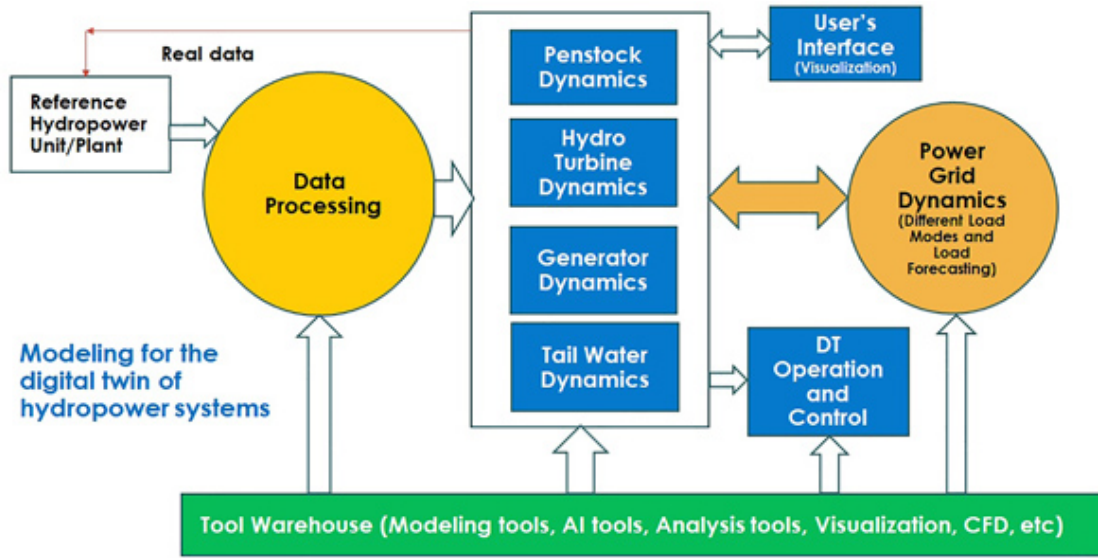 Real data
Reference
Hydropower
Unit/Plant
Data
Processing
Penstock
Dynamics
Hydro
Turbine
Dynamics
Generator
Dynamics
Tail Water
Dynamics
User's
Interface
(Visualization)
Power
Grid
Dynamics
(Different Load
Modes and
Load
Forecasting)
DT
Operation
and
Control
Modeling for the
digital twin of
hydropower systems
Tool Warehouse (Modeling tools, AI tools, Analysis tools, Visualization, CFD, etc)